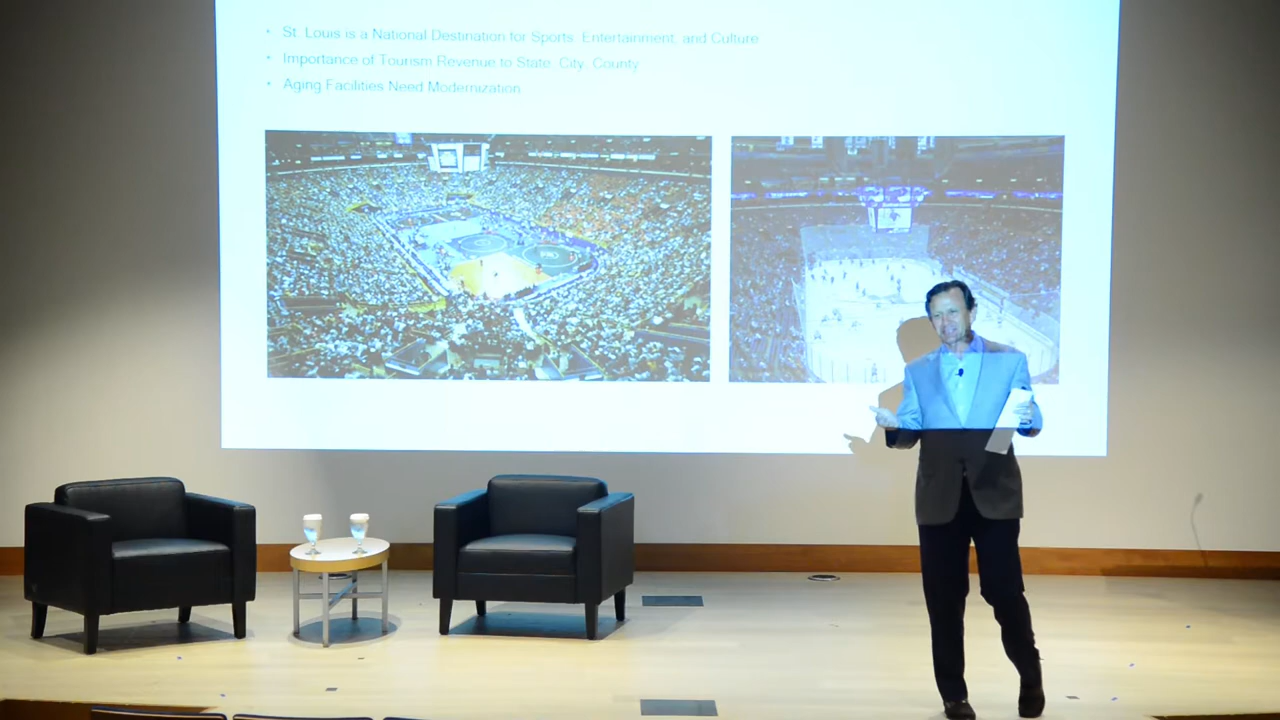 • St. Louis is a National Destination for Sports, Entertainment, and Culture
• Importance of Tourism Revenue to State, City, County
• Aging Facilities Need Modernization